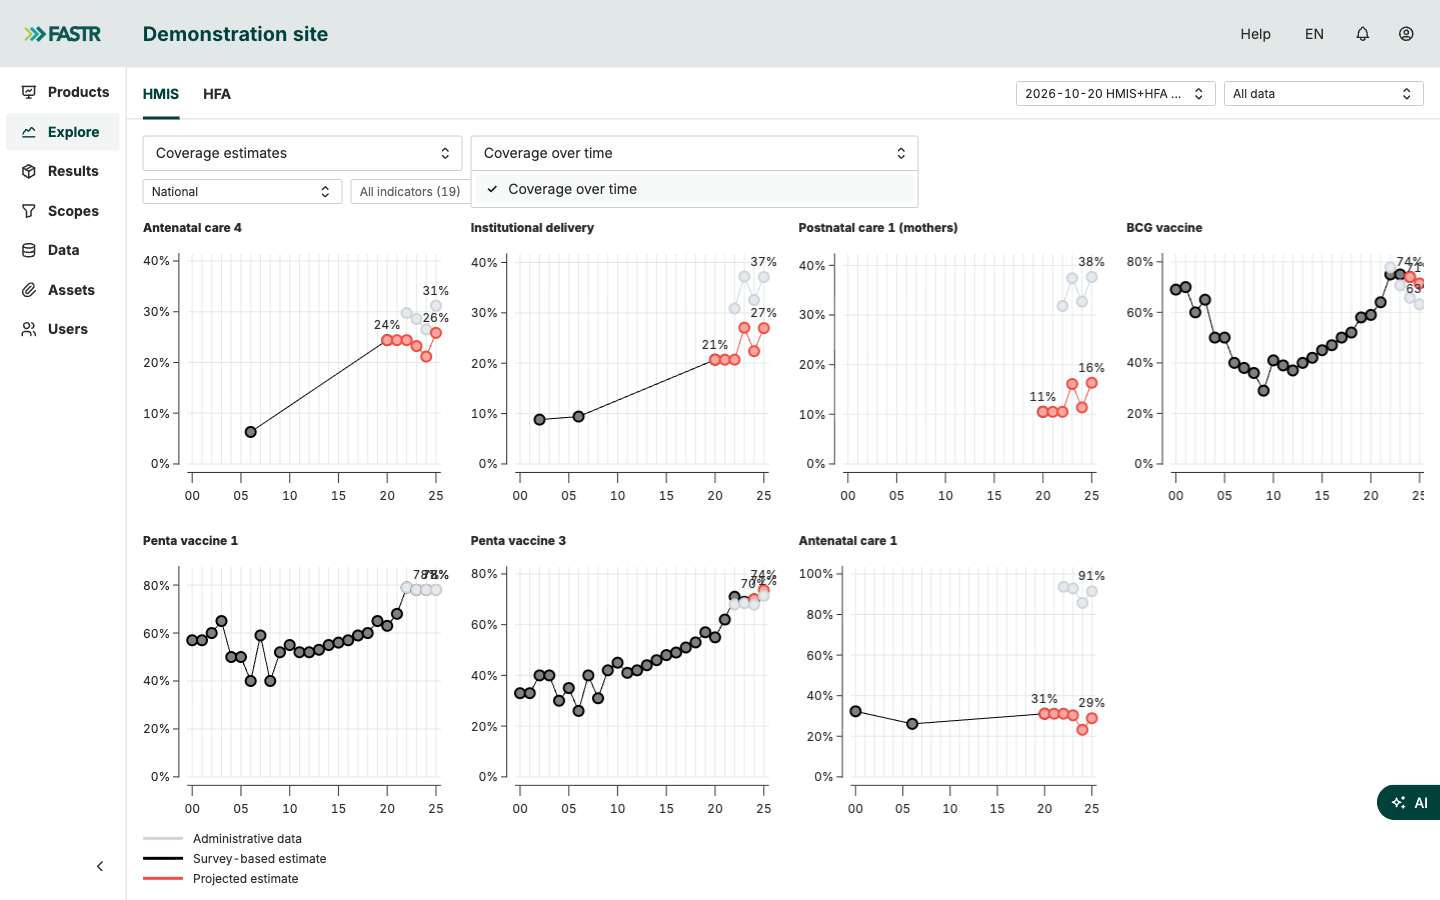 FASTR
Demonstration site
Help
EN
Products
Explore
Results
Scopes
Data
Assets
Users
HMIS
HFA
2026-10-20 HMIS+HFA ...
All data
Coverage estimates
Coverage over time
Coverage over time
National
All indicators (19)
Antenatal care 4
40%
30%
20%
10%
0%
24%
31%
26%
00 05 10 15 20 25
Institutional delivery
40%
30%
20%
10%
0%
21%
37%
27%
00 05 10 15 20 25
Postnatal care 1 (mothers)
40%
30%
20%
10%
0%
11%
38%
16%
00 05 10 15 20 25
BCG vaccine
80%
60%
40%
20%
0%
74%
71
63
00 05 10 15 20 25
Penta vaccine 1
80%
60%
40%
20%
0%
00 05 10 15 20 25
Penta vaccine 3
80%
60%
40%
20%
0%
74%
00 05 10 15 20 25
Antenatal care 1
100%
80%
60%
40%
20%
0%
31%
91%
29%
00 05 10 15 20 25
Administrative data
Survey-based estimate
Projected estimate
AI